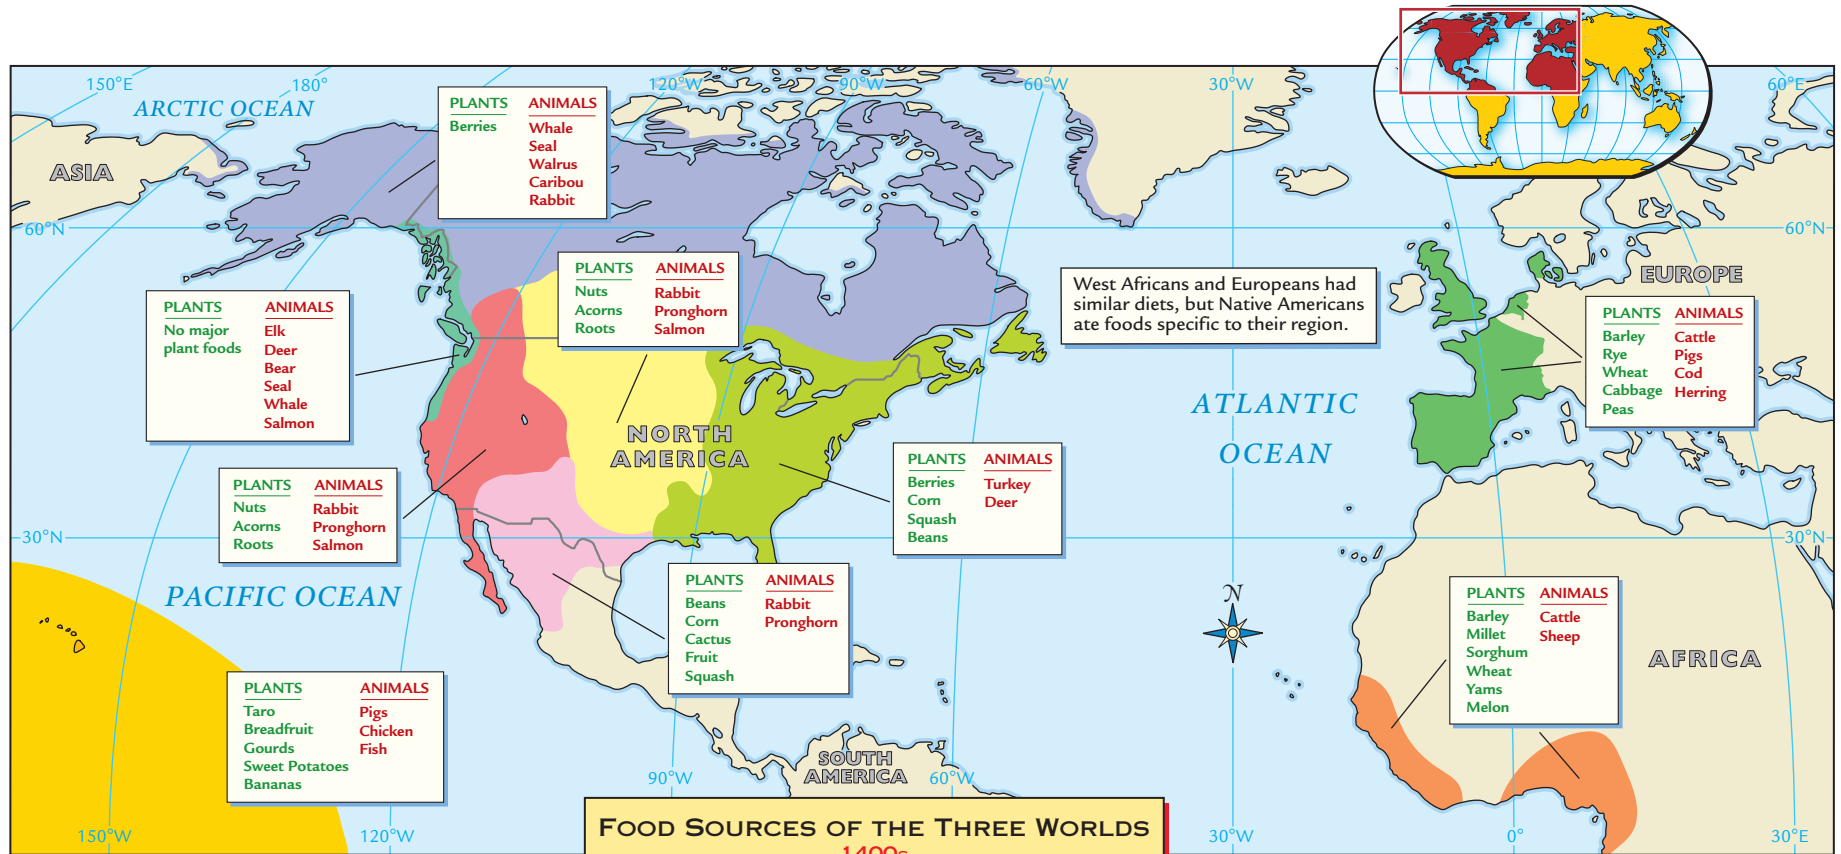 150°E
180°
120°W
90°W
60°W
30°W
60°E
ARCTIC OCEAN
ASIA
60°N
60°N
PLANTS ANIMALS
Berries Whale
Seal
Walrus
Caribou
Rabbit
PLANTS ANIMALS
Nuts Rabbit
Acorns Pronghorn
Roots Salmon
PLANTS ANIMALS
No major Elk
plant foods Deer
Bear
Seal
Whale
Salmon
West Africans and Europeans had
similar diets, but Native Americans
ate foods specific to their region.
EUROPE
PLANTS ANIMALS
Barley Cattle
Rye Pigs
Wheat Cod
Cabbage Herring
Peas
ATLANTIC
OCEAN
NORTH
AMERICA
PLANTS ANIMALS
Berries Turkey
Corn Deer
Squash
Beans
PLANTS ANIMALS
Nuts Rabbit
Acorns Pronghorn
Roots Salmon
30°N
30°N
PACIFIC OCEAN
PLANTS ANIMALS
Beans Rabbit
Corn Pronghorn
Cactus
Fruit
Squash
N
PLANTS ANIMALS
Barley Cattle
Millet Sheep
Sorghum
Wheat
Yams
Melon
AFRICA
PLANTS ANIMALS
Taro Pigs
Breadfruit Chicken
Gourds Fish
Sweet Potatoes
Bananas
SOUTH
AMERICA
90°W
60°W
150°W
120°W
30°W
0°
30°E
FOOD SOURCES OF THE THREE WORLDS
1400s